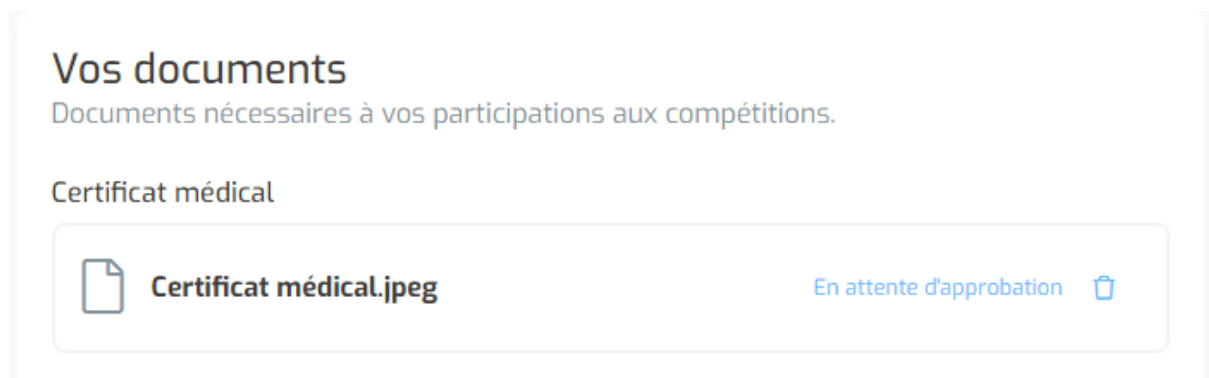 Vos documents
Documents nécessaires à vos participations aux compétitions.
Certificat médical
Certificat médical.jpeg En attente d'approbation